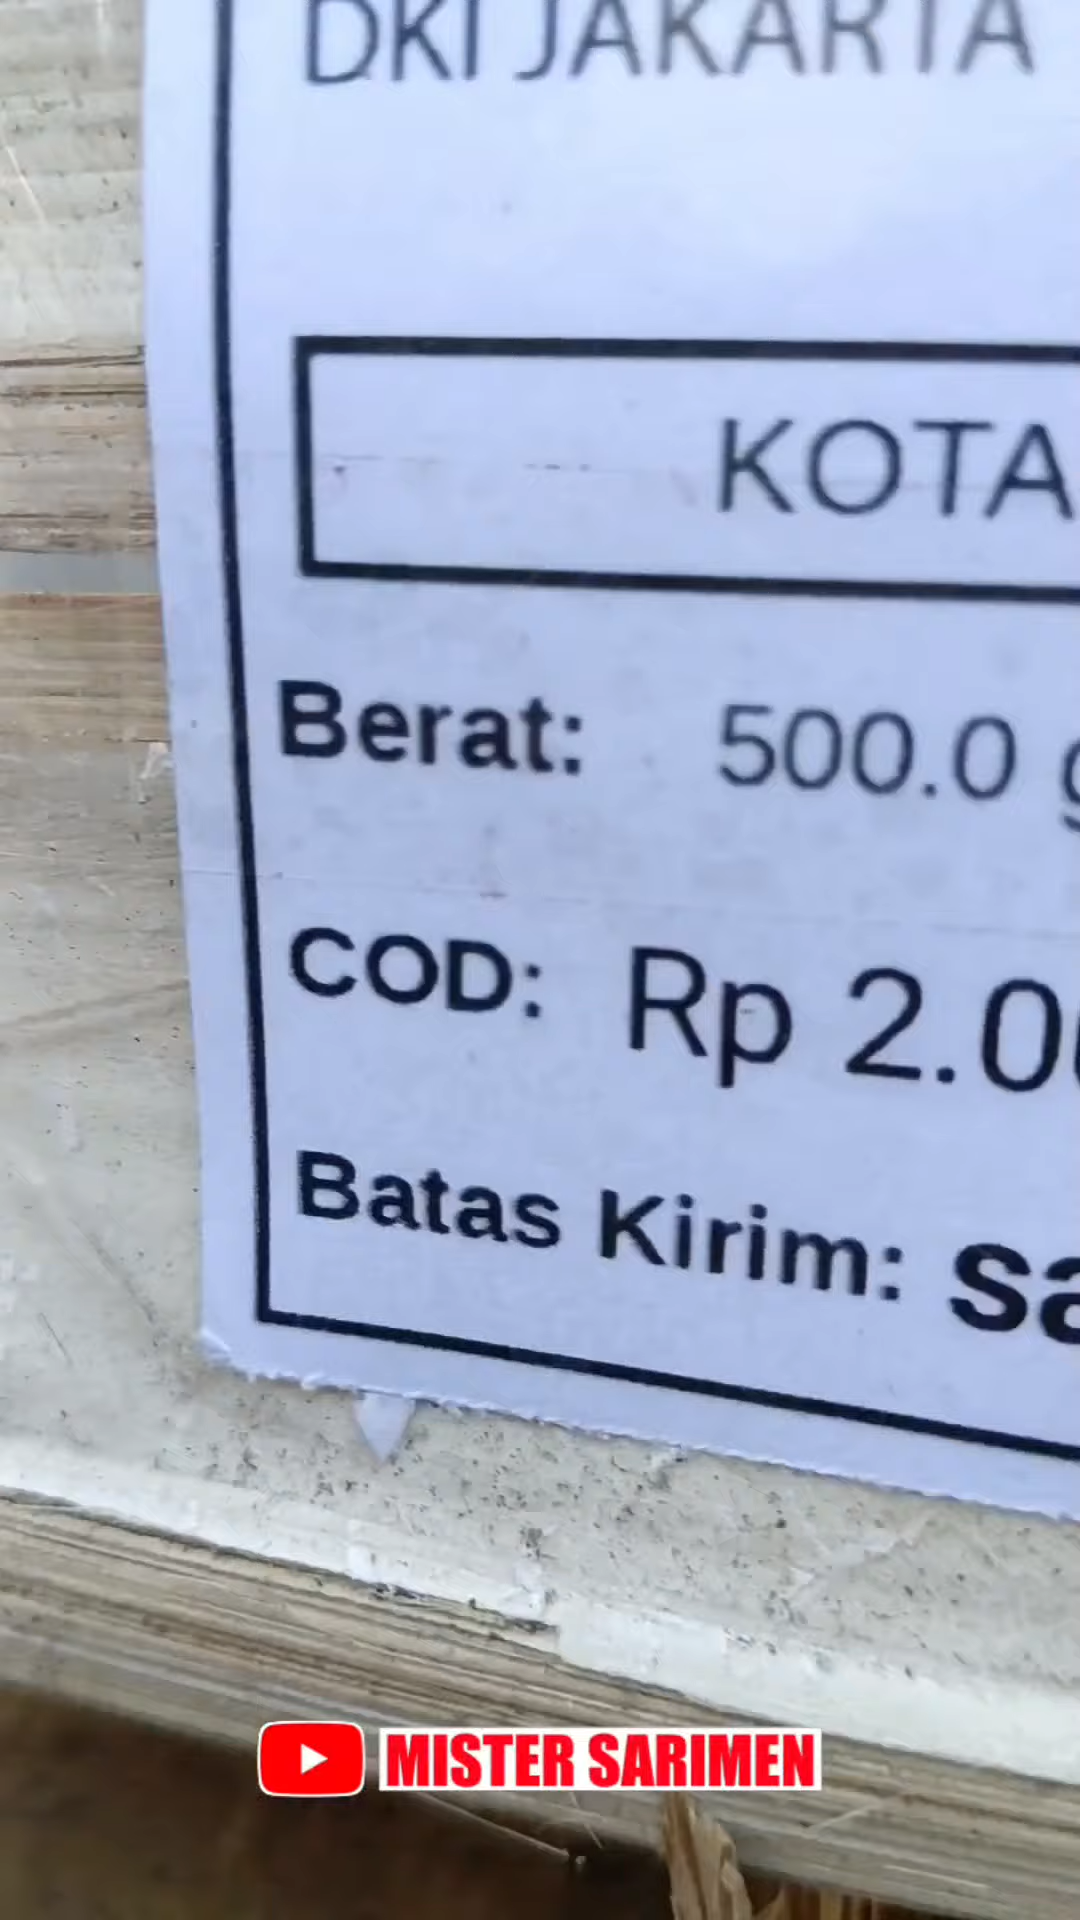 DKI JAKARTA
KOTA
Berat: 500.0
COD: Rp 2.0
Batas Kirim:
MISTER SARIMEN